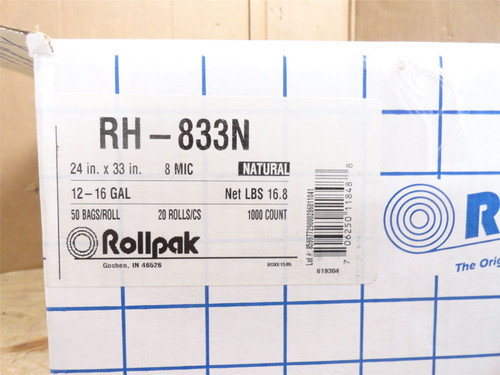 RH-833N
24 in. x 33 in. 8 MIC NATURAL
12-16 GAL Net LBS 16.8
50 BAGS/ROLL 20 ROLLS/CS 1000 COUNT
Rollpak
Goshen, IN 46526
619304
R
The Orig